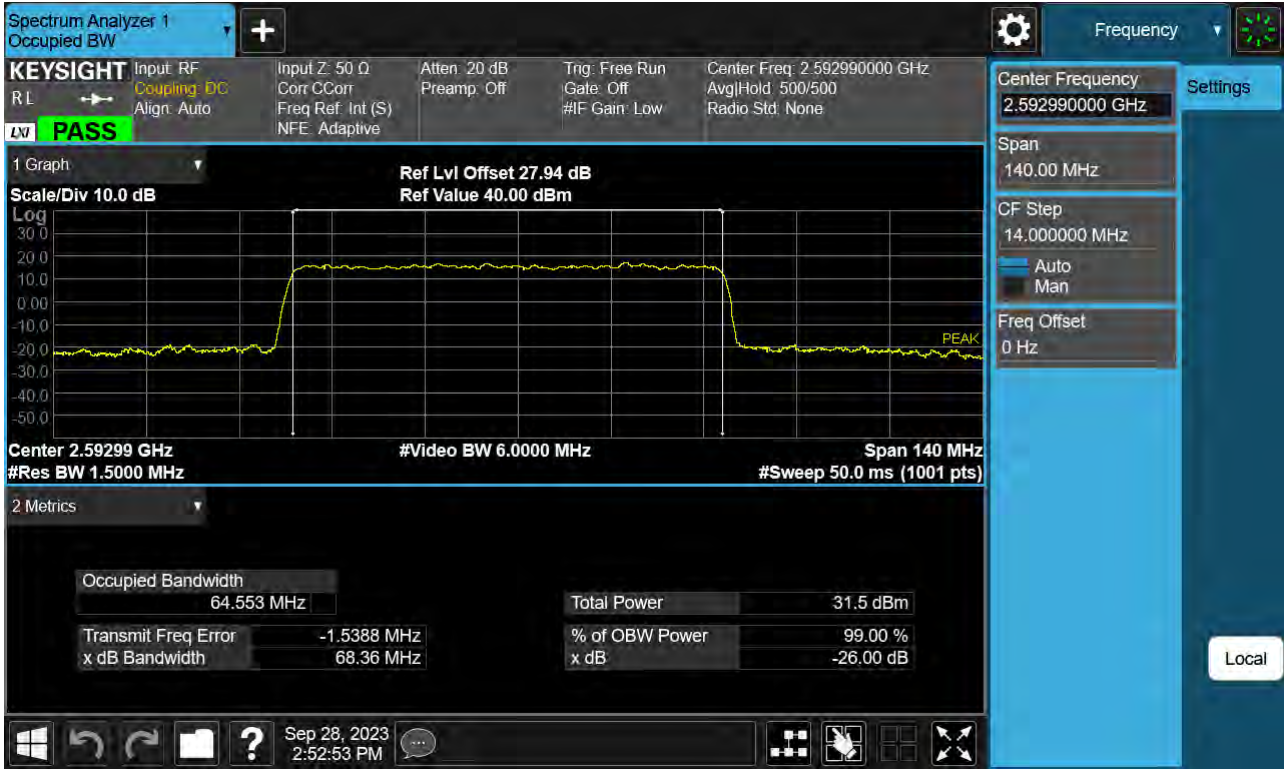 Spectrum Analyzer 1
Occupied BW
▼
+
Frequency
▼
KEYSIGHT
R L
LXI
PASS
Input: RF
Coupling: DC
Align: Auto
Input Z: 50 Ω
Corr CCorr
Freq Ref: Int (S)
NFE: Adaptive
Atten: 20 dB
Preamp: Off
Trig: Free Run
Gate: Off
#IF Gain: Low
Center Freq: 2.592990000 GHz
Avg|Hold: 500/500
Radio Std: None
1 Graph ▼
Scale/Div 10.0 dB
Ref Lvl Offset 27.94 dB
Ref Value 40.00 dBm
Log
30.0
20.0
10.0
0.00
-10.0
-20.0
-30.0
-40.0
-50.0
PEAK
Center 2.59299 GHz
#Res BW 1.5000 MHz
#Video BW 6.0000 MHz
Span 140 MHz
#Sweep 50.0 ms (1001 pts)
2 Metrics ▼
Occupied Bandwidth
64.553 MHz
Transmit Freq Error -1.5388 MHz
x dB Bandwidth 68.36 MHz
Total Power 31.5 dBm
% of OBW Power 99.00 %
x dB -26.00 dB
Center Frequency
2.592990000 GHz
Settings
Span
140.00 MHz
CF Step
14.000000 MHz
Auto
Man
Freq Offset
0 Hz
Local
?
Sep 28, 2023
2:52:53 PM